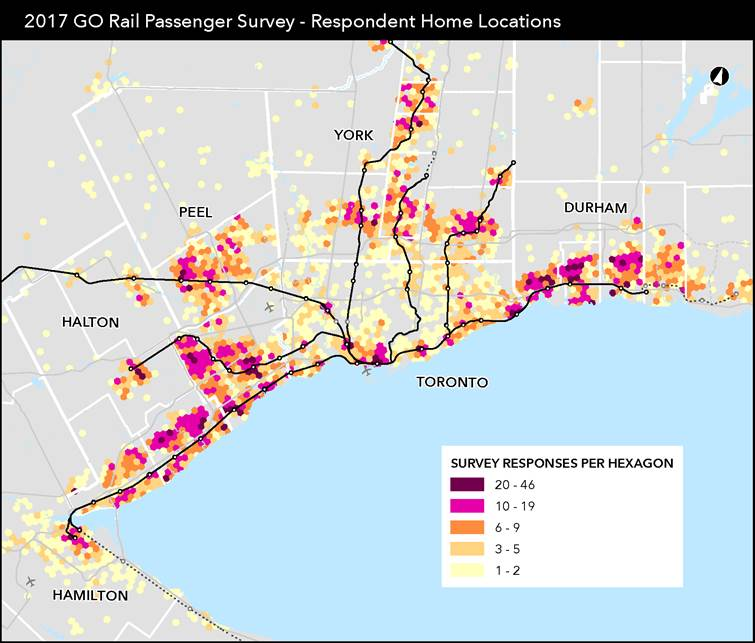 2017 GO Rail Passenger Survey - Respondent Home Locations
YORK
PEEL
DURHAM
HALTON
TORONTO
SURVEY RESPONSES PER HEXAGON
20 - 46
10 - 19
6 - 9
3 - 5
1 - 2
HAMILTON